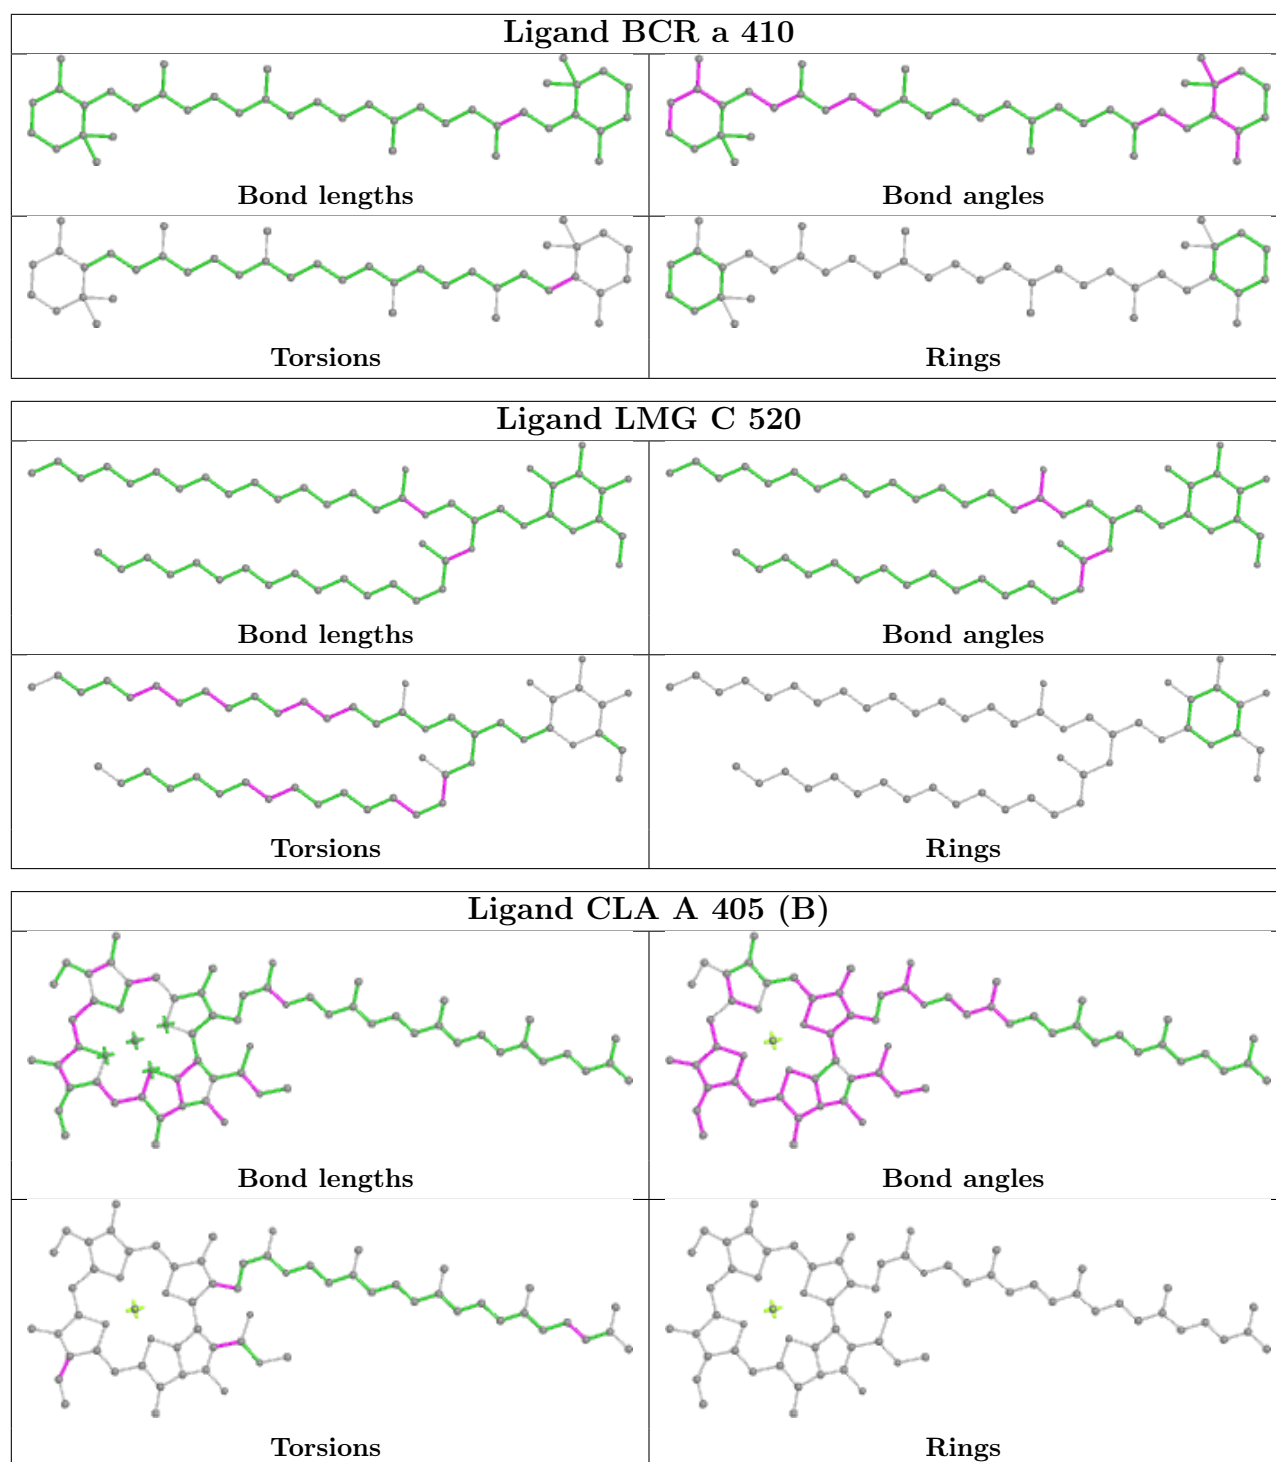 Ligand BCR a 410
Bond lengths
Bond angles
Torsions
Rings
Ligand LMG C 520
Bond lengths
Bond angles
Torsions
Rings
Ligand CLA A 405 (B)
Bond lengths
Bond angles
Torsions
Rings